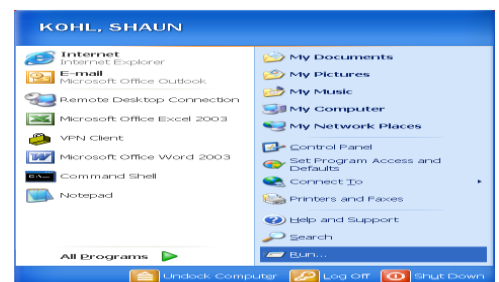 KOHL, SHAUN
Internet
Internet Explorer
E-mail
Microsoft Office Outlook
Remote Desktop Connection
Microsoft Office Excel 2003
VPN Client
Microsoft Office Word 2003
Command Shell
Notepad
All Programs
My Documents
My Pictures
My Music
My Computer
My Network Places
Control Panel
Set Program Access and
Defaults
Connect To
Printers and Faxes
Help and Support
Search
Run...
Undock Computer
Log Off
Shut Down